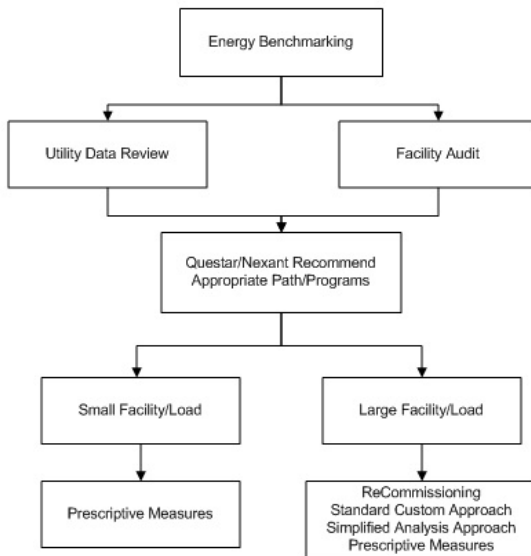 Energy Benchmarking
Utility Data Review
Facility Audit
Questar/Nexant Recommend
Appropriate Path/Programs
Small Facility/Load
Large Facility/Load
Prescriptive Measures
ReCommissioning
Standard Custom Approach
Simplified Analysis Approach
Prescriptive Measures